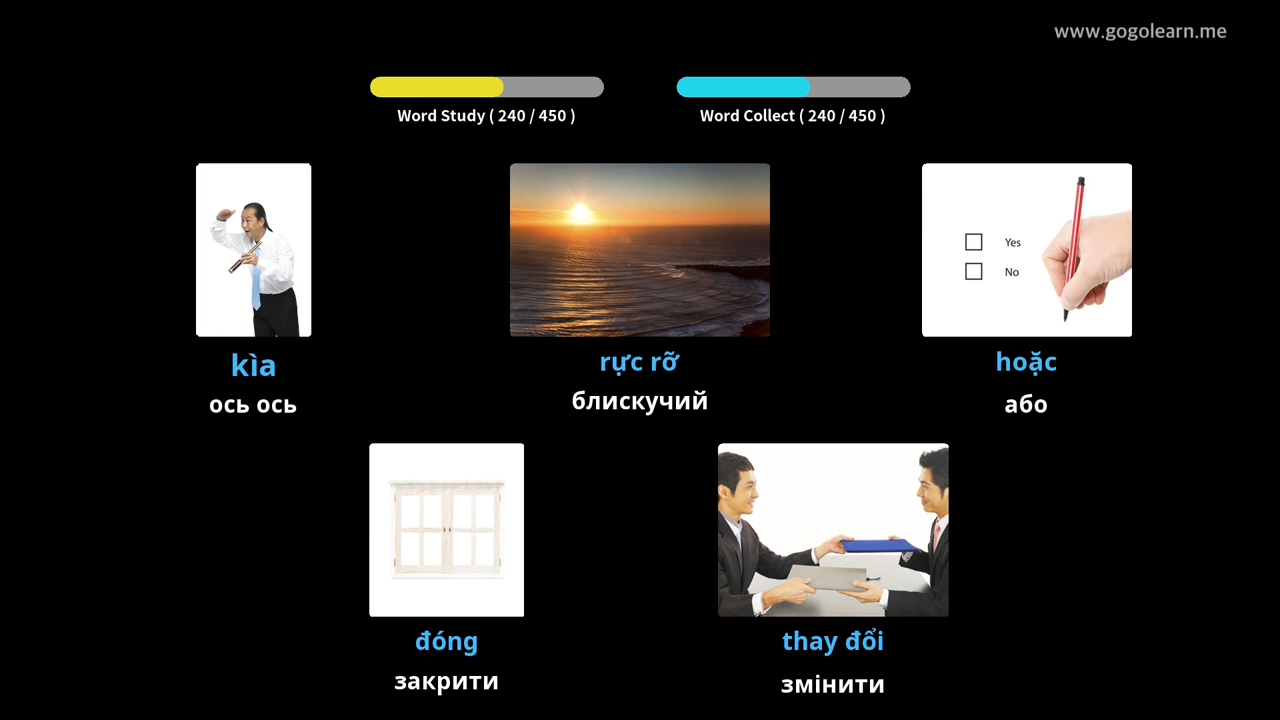 www.gogolearn.me
Word Study ( 240 / 450 )
Word Collect ( 240 / 450 )
Yes
No
kìa
rực rỡ
hoặc
ось ось
блискучий
або
đóng
thay đổi
закрити
змінити